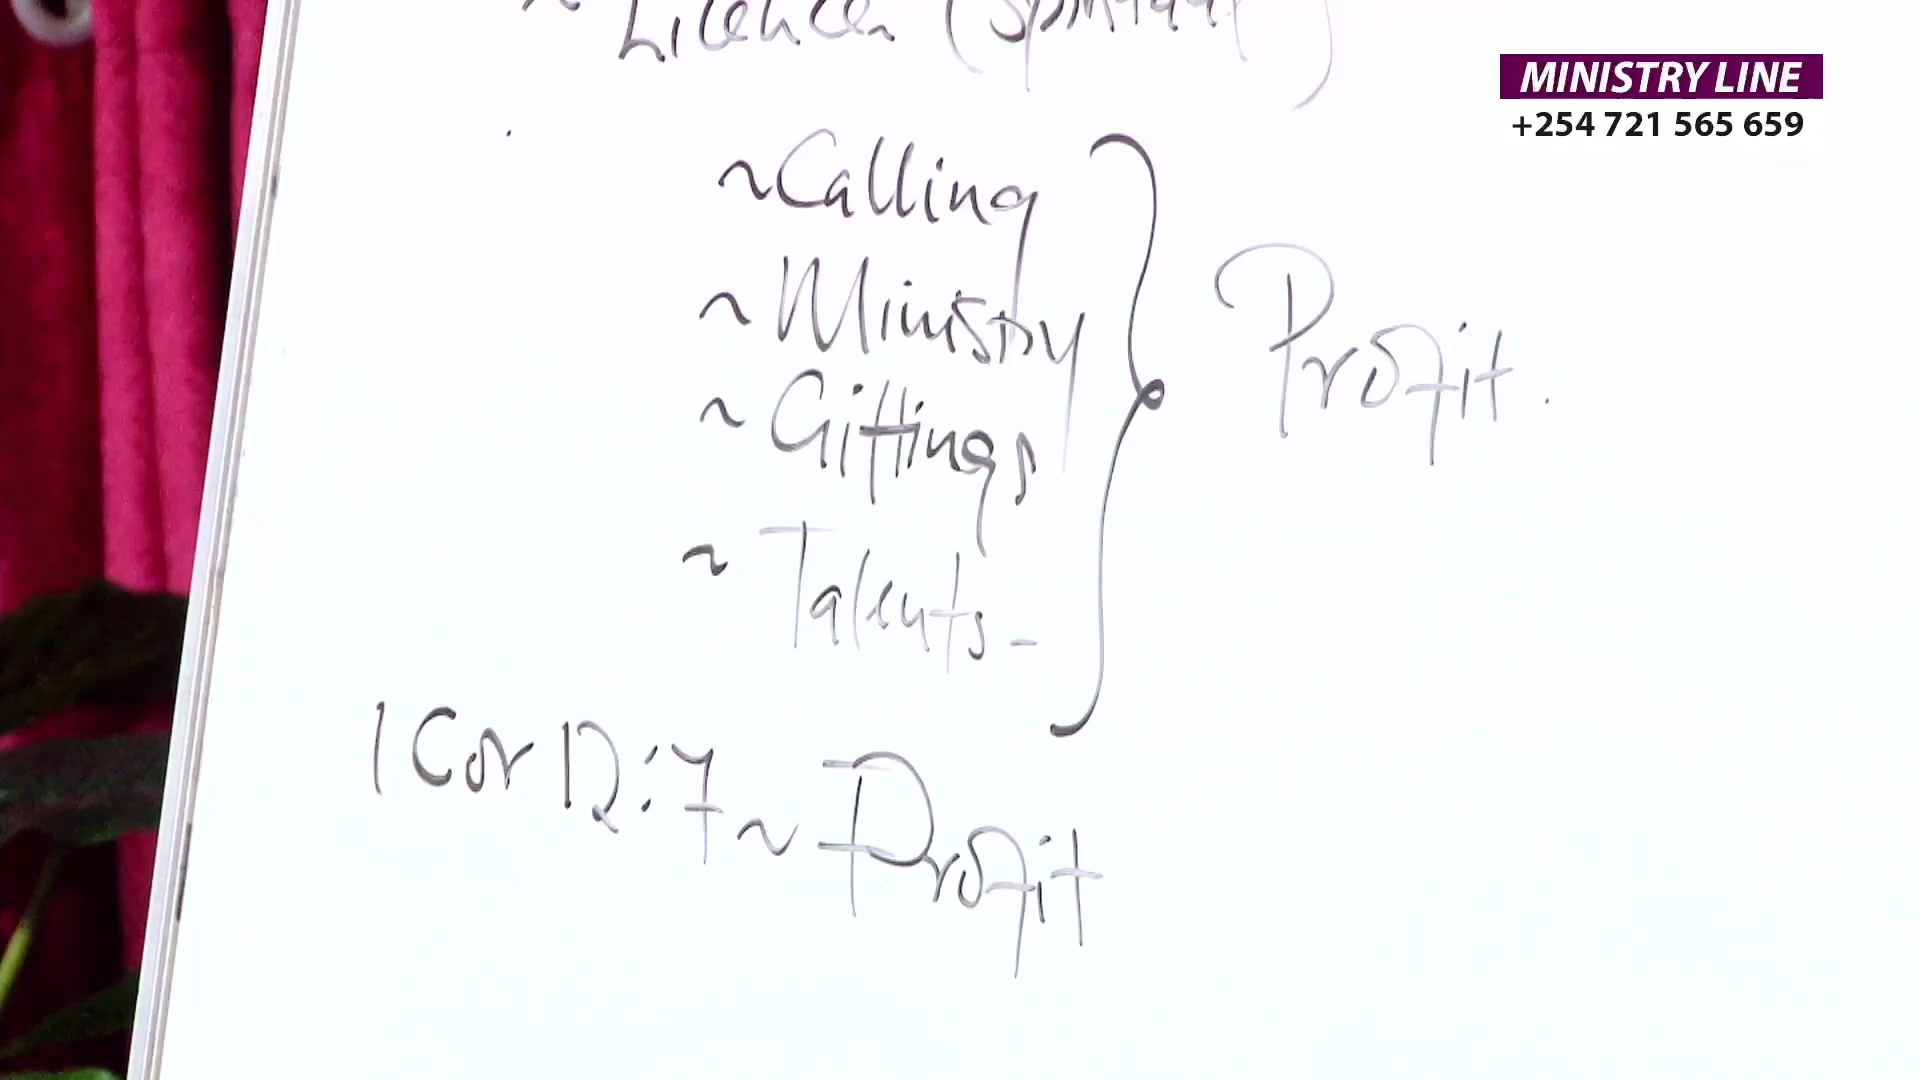 MINISTRY LINE
+254 721 565 659
~Calling
~ Ministry
~ Giftings
~ Talents -
Profit.
1 Cor 12:7 ~ Profit